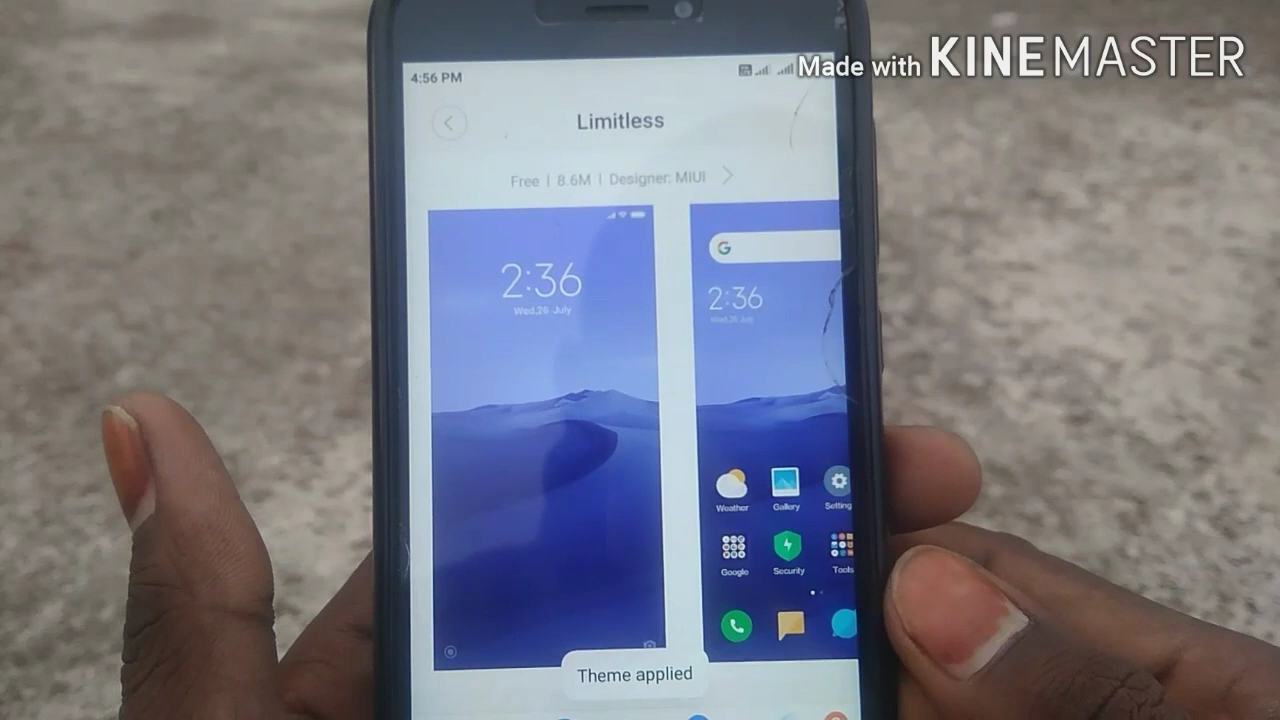 4:56 PM
Made with KINEMASTER
Limitless
Free | 8.6M | Designer: MIUI
2:36
Wed,26 July
G
2:36
Wed,26 July
Weather Gallery Setting
Google Security Tools
Theme applied